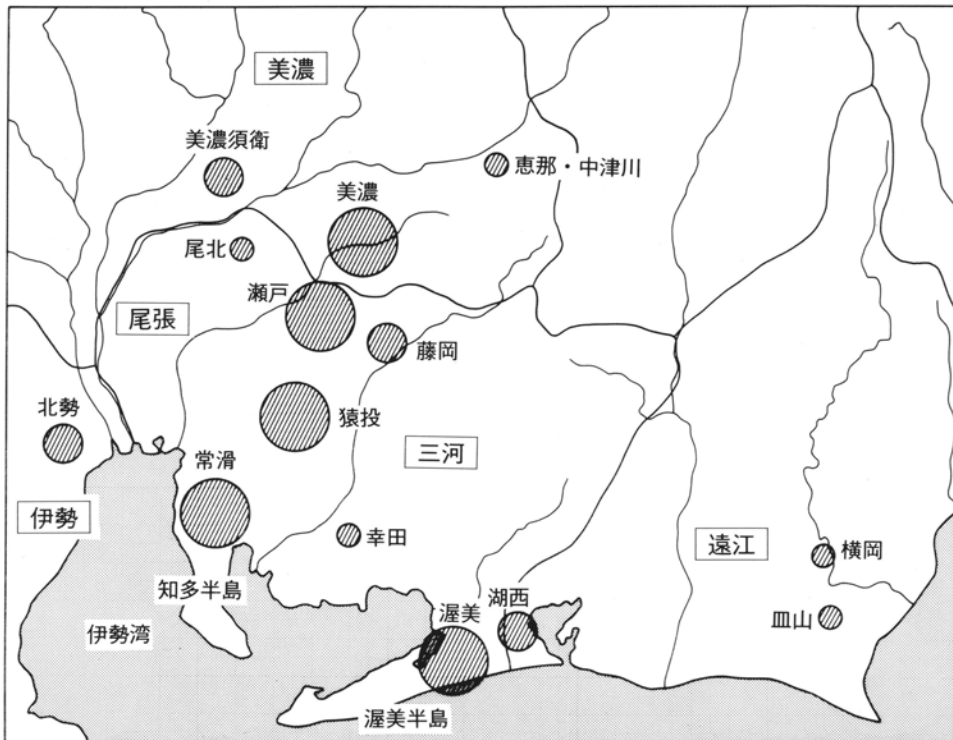 美濃
美濃須衛
恵那・中津川
美濃
尾北
瀬戸
尾張
藤岡
北勢
猿投
三河
常滑
伊勢
幸田
遠江
横岡
知多半島
湖西
渥美
皿山
伊勢湾
渥美半島